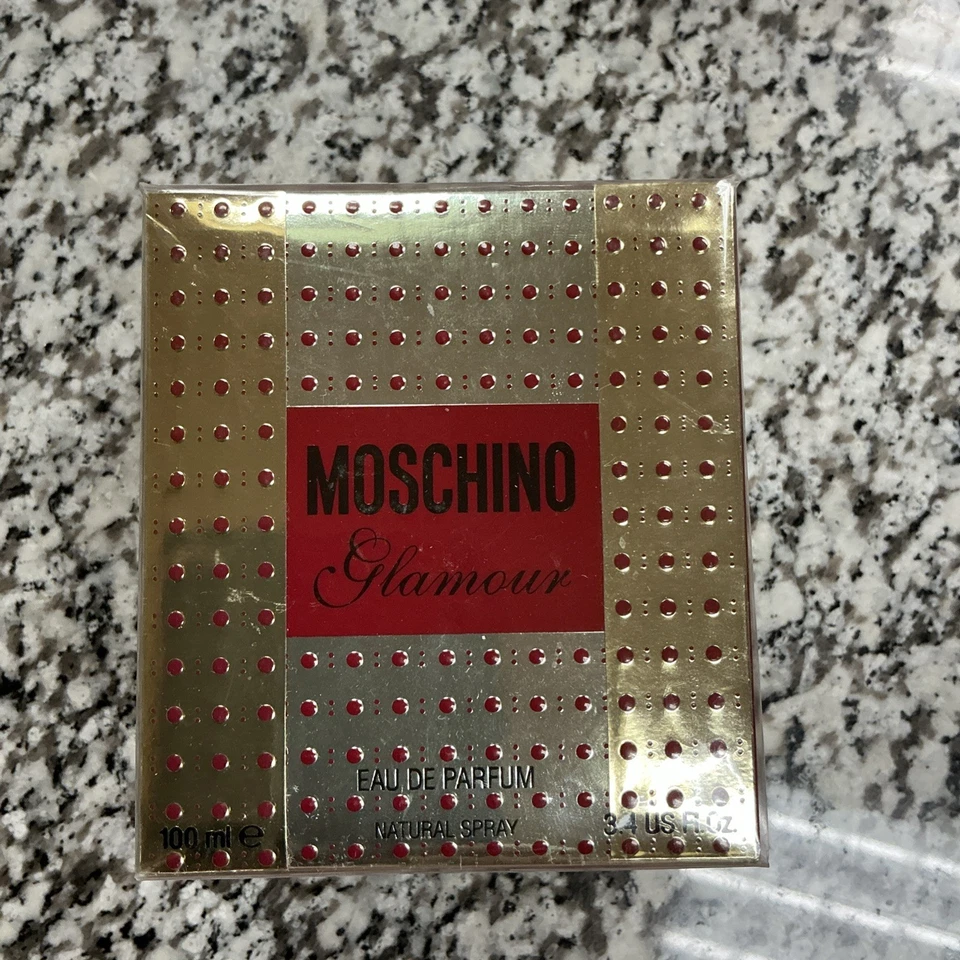 MOSCHINO
Glamour
EAU DE PARFUM
NATURAL SPRAY
100 ml e
3.4 US Fl.Oz.